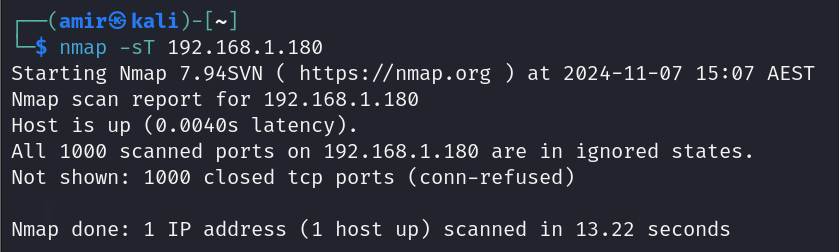 ┌──(amir㉿kali)-[~]
└─$ nmap -sT 192.168.1.180
Starting Nmap 7.94SVN ( https://nmap.org ) at 2024-11-07 15:07 AEST
Nmap scan report for 192.168.1.180
Host is up (0.0040s latency).
All 1000 scanned ports on 192.168.1.180 are in ignored states.
Not shown: 1000 closed tcp ports (conn-refused)

Nmap done: 1 IP address (1 host up) scanned in 13.22 seconds